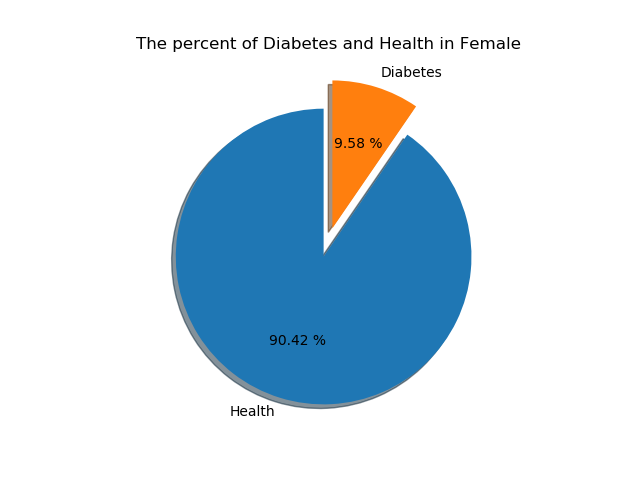 The percent of Diabetes and Health in Female
Diabetes
9.58 %
90.42 %
Health